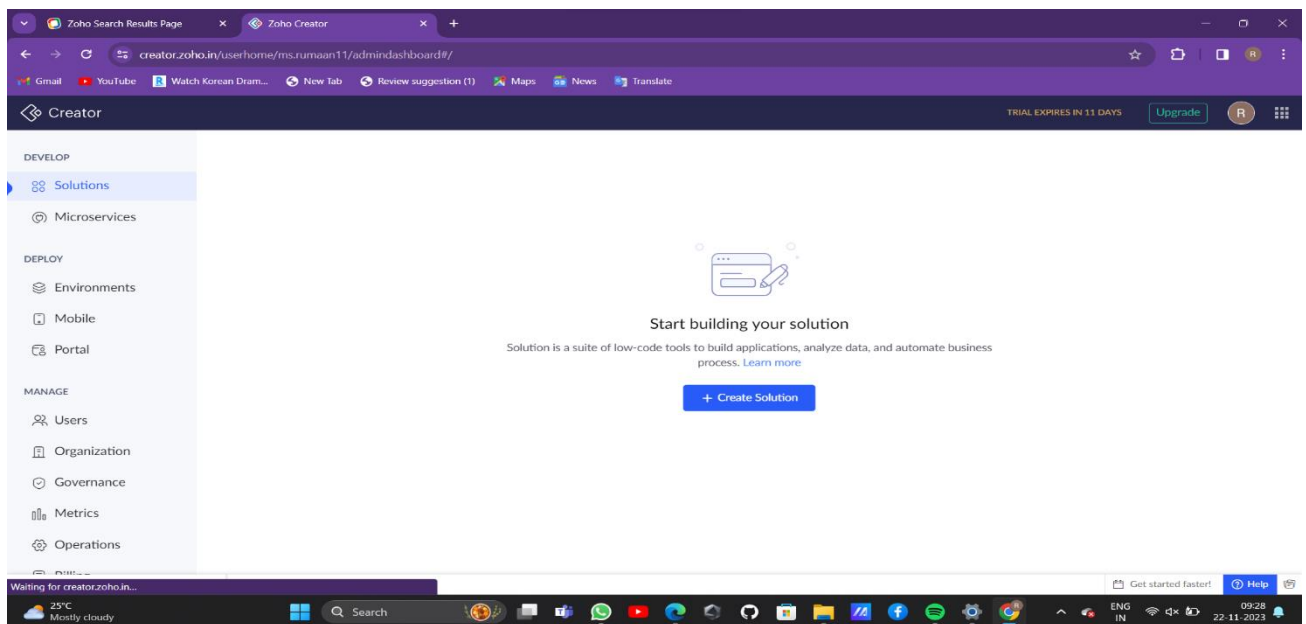 Zoho Search Results Page
Zoho Creator
creator.zoho.in/userhome/ms.rumaan11/admindashboard#/
R
Gmail
YouTube
R Watch Korean Dram...
New Tab
Review suggestion (1)
Maps
News
Translate
Creator
TRIAL EXPIRES IN 11 DAYS
Upgrade
R
DEVELOP
Solutions
Microservices
DEPLOY
Environments
Mobile
Portal
MANAGE
Users
Organization
Governance
Metrics
Operations
Start building your solution
Solution is a suite of low-code tools to build applications, analyze data, and automate business
process. Learn more
+ Create Solution
Waiting for creator.zoho.in...
Get started faster!
Help
25°C
Mostly cloudy
Search
ENG
IN
09:28
22-11-2023